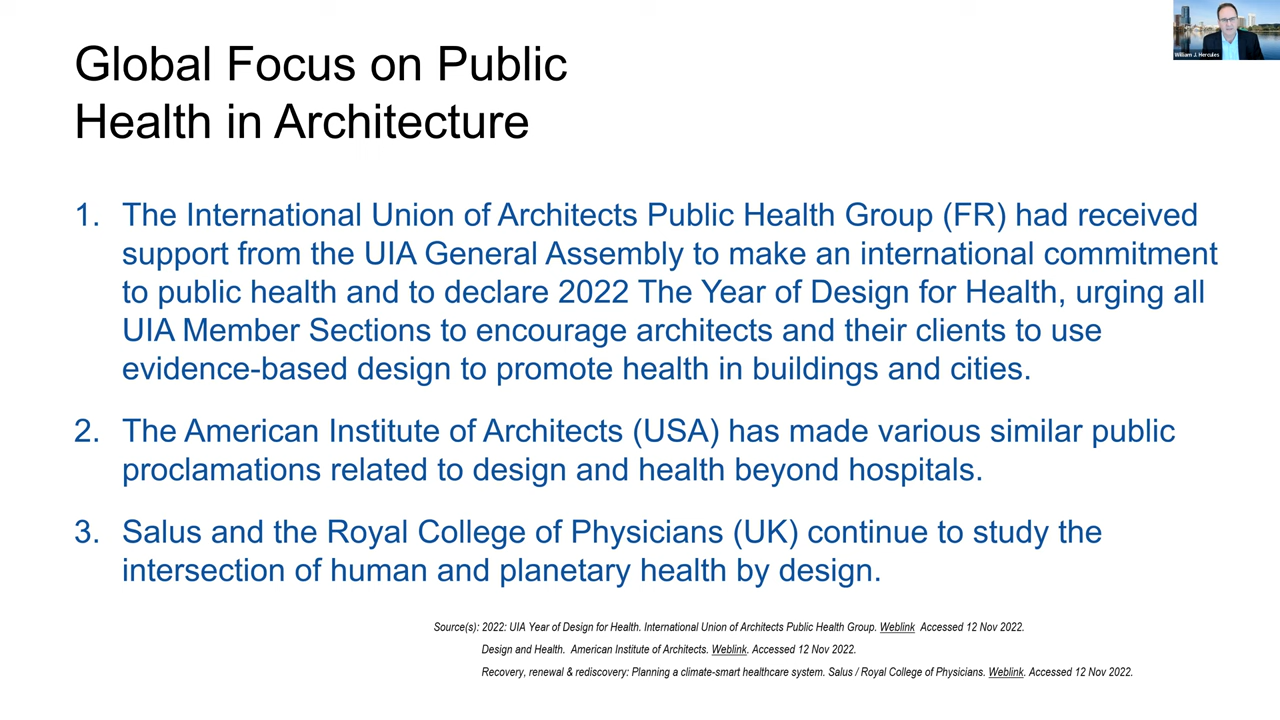 Global Focus on Public
Health in Architecture
William J. Hercules
1. The International Union of Architects Public Health Group (FR) had received
support from the UIA General Assembly to make an international commitment
to public health and to declare 2022 The Year of Design for Health, urging all
UIA Member Sections to encourage architects and their clients to use
evidence-based design to promote health in buildings and cities.
2. The American Institute of Architects (USA) has made various similar public
proclamations related to design and health beyond hospitals.
3. Salus and the Royal College of Physicians (UK) continue to study the
intersection of human and planetary health by design.
Source(s): 2022: UIA Year of Design for Health. International Union of Architects Public Health Group. Weblink Accessed 12 Nov 2022.
Design and Health. American Institute of Architects. Weblink. Accessed 12 Nov 2022.
Recovery, renewal & rediscovery: Planning a climate-smart healthcare system. Salus / Royal College of Physicians. Weblink. Accessed 12 Nov 2022.